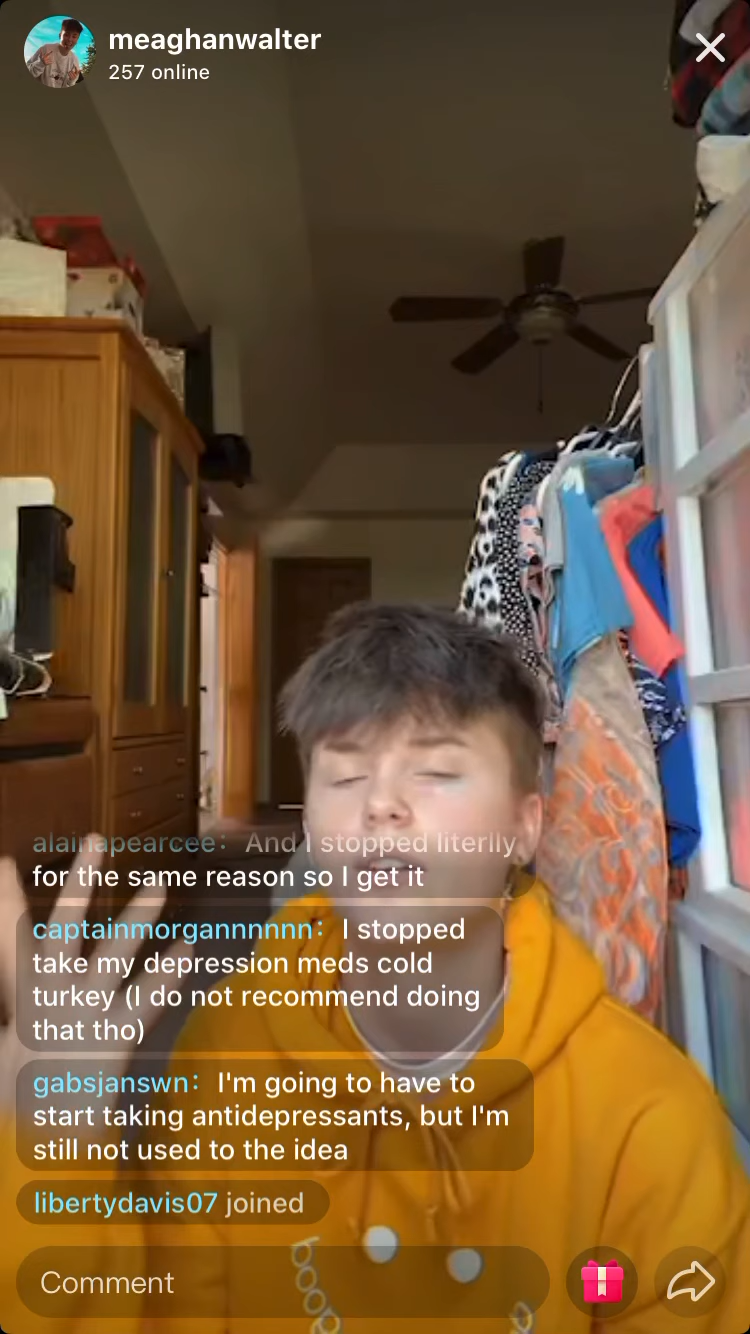 meaghanwalter
257 online
alainapearcee: And I stopped literlly
for the same reason so I get it
captainmorgannnnnn: I stopped
take my depression meds cold
turkey (I do not recommend doing
that tho)
gabsjanswn: I'm going to have to
start taking antidepressants, but I'm
still not used to the idea
libertydavis07 joined
boop
Comment